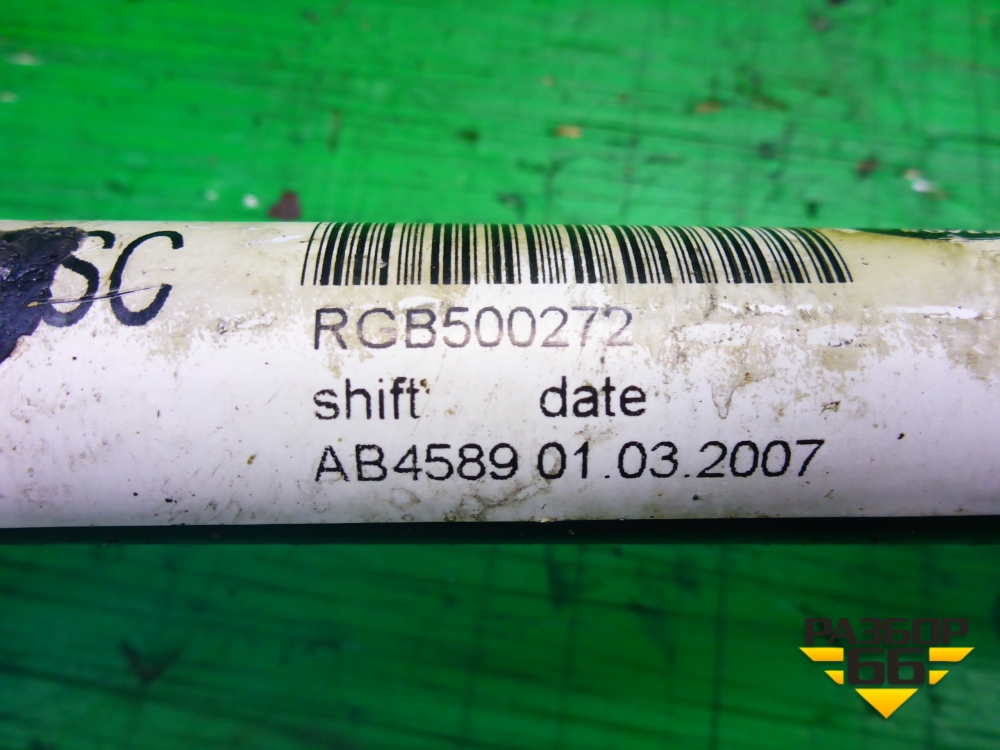 SC
RGB500272
shift date
AB4589 01.03.2007
РАЗБОР
66